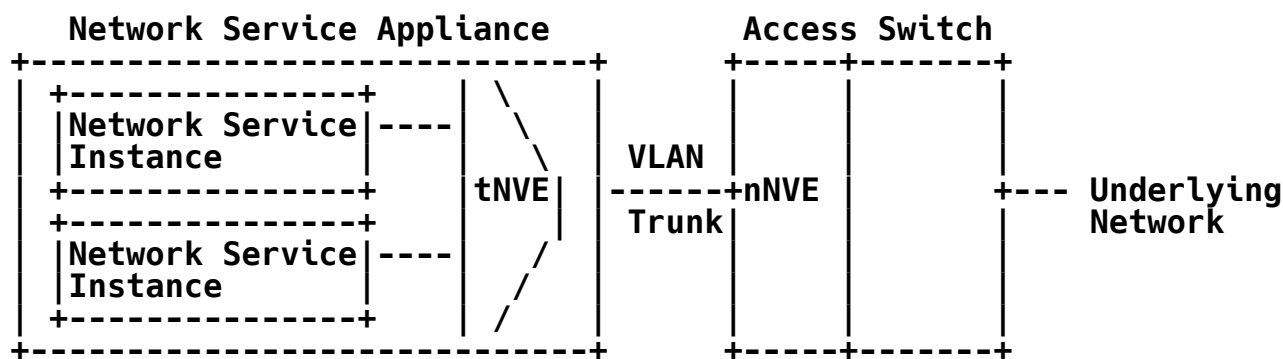 Network Service Appliance Access Switch
Network Service
Instance
VLAN
tNVE
nNVE
Underlying
Trunk
Network
Network Service
Instance